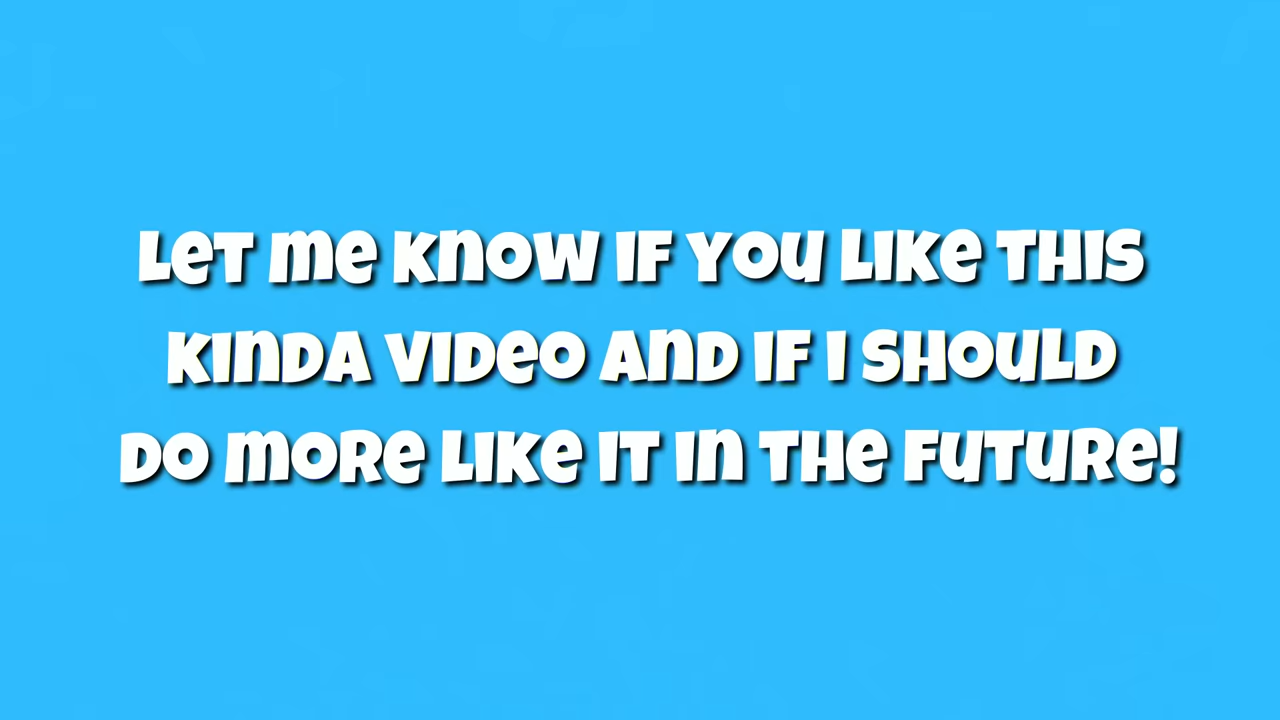 Let me know if you like this
kinda video and if I should
do more like it in the future!